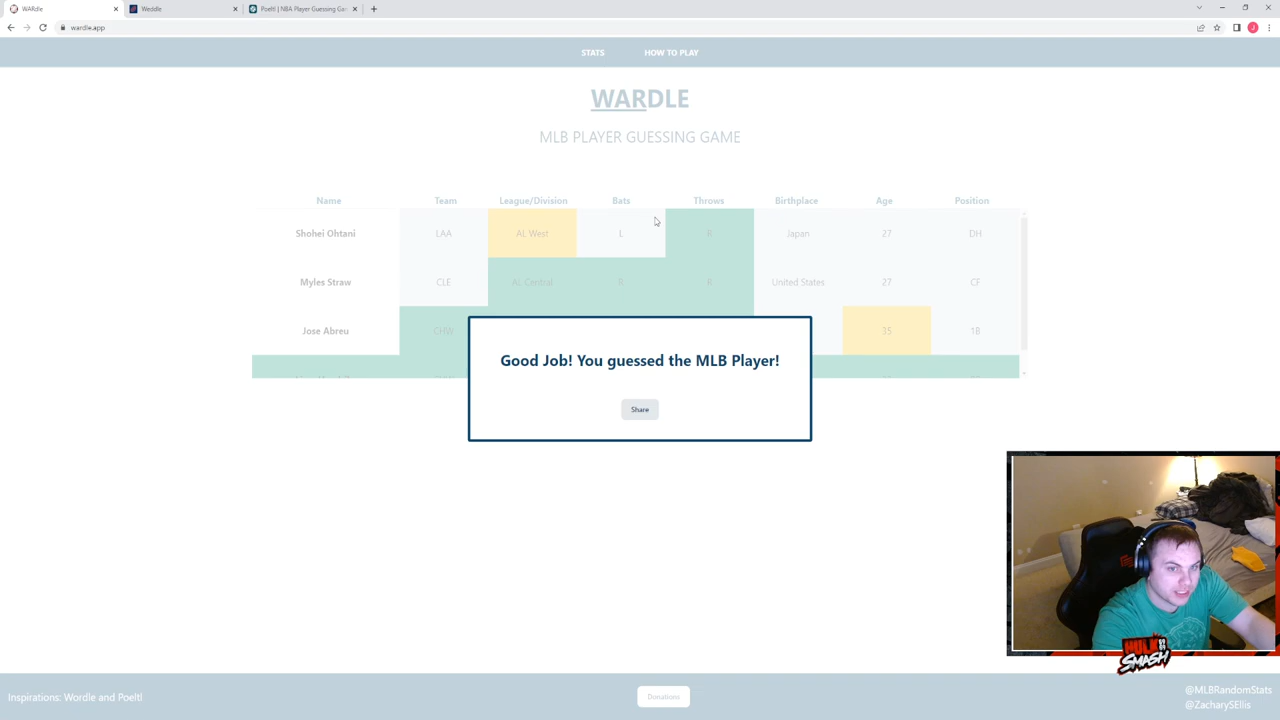 WARdle
Weddle
Poeltl | NBA Player Guessing Ga
wardle.app
STATS
HOW TO PLAY
WARDLE
MLB PLAYER GUESSING GAME
Name Team League/Division Bats Throws Birthplace Age Position
Shohei Ohtani LAA AL West L R Japan 27 DH
Myles Straw CLE AL Central R R United States 27 CF
Jose Abreu CHW 35 1B
Good Job! You guessed the MLB Player!
Share
HULK
SMASH
Inspirations: Wordle and Poeltl
Donations
@MLBRandomStats
@ZacharySEllis